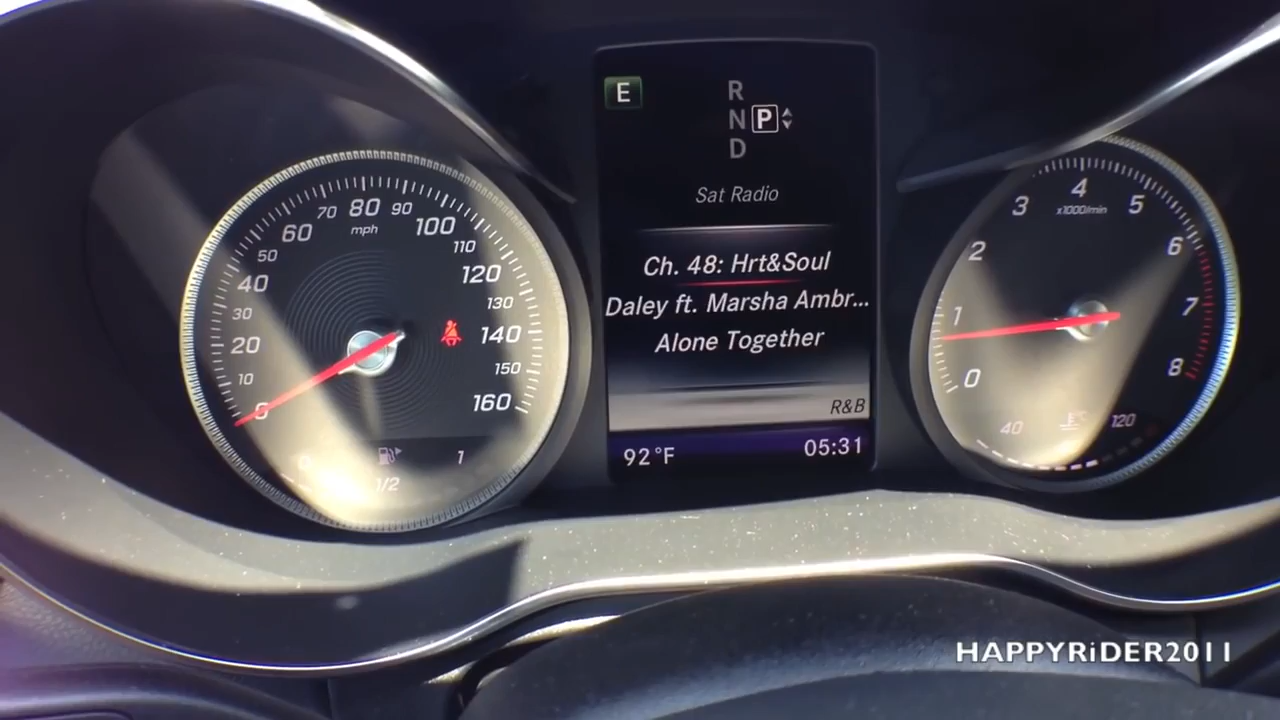 E
R
N P
D
Sat Radio
Ch. 48: Hrt&Soul
Daley ft. Marsha Ambr...
Alone Together
R&B
92°F 05:31
0
10
20
30
40
50
60
70
80
90
100
110
120
130
140
150
160
mph
0
1/2
1
0
1
2
3
4
5
6
7
8
x1000/min
40 °C 120
HAPPYRiDER2011